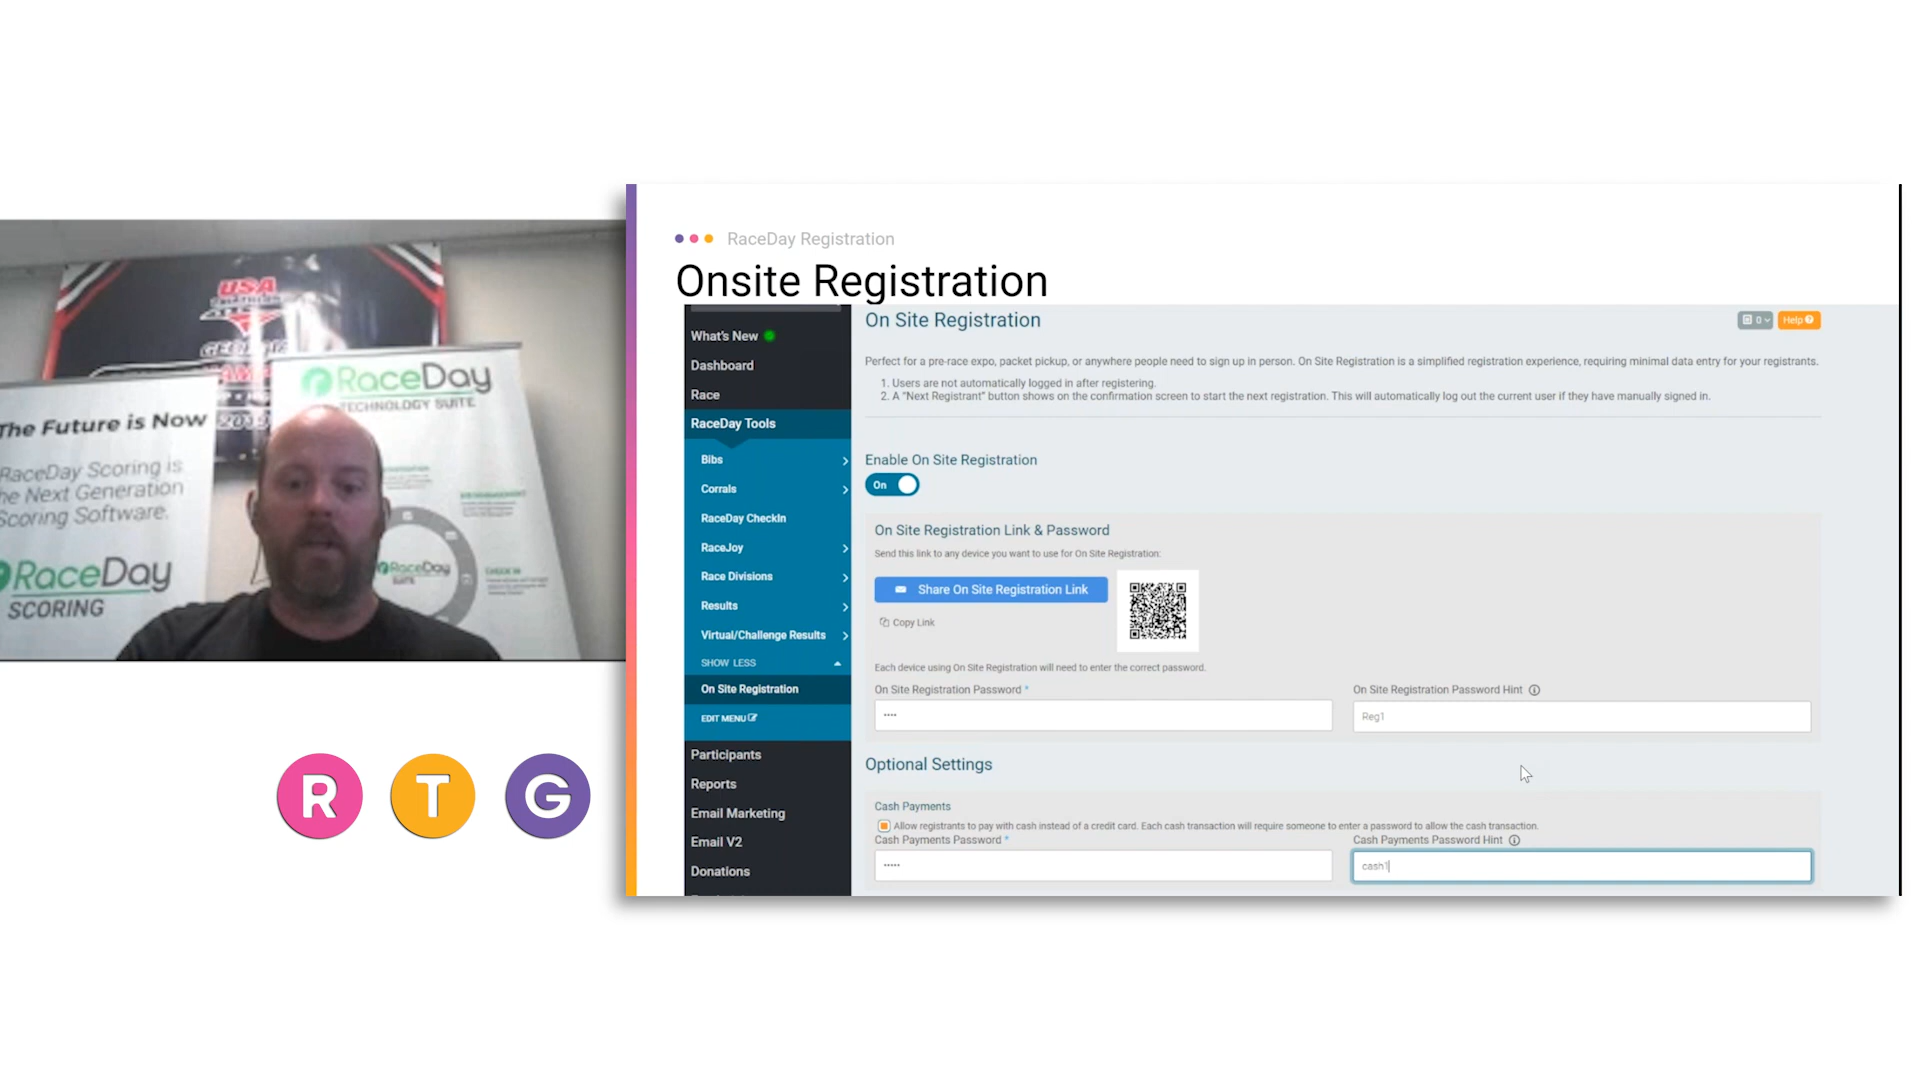 USA
GEORGIA
2019
The Future is Now
RaceDay Scoring is
the Next Generation
Scoring Software.
RaceDay
SCORING
RaceDay
TECHNOLOGY SUITE
RaceDay
SUITE
R T G
RaceDay Registration
Onsite Registration
What's New
Dashboard
Race
RaceDay Tools
Bibs
Corrals
RaceDay CheckIn
RaceJoy
Race Divisions
Results
Virtual/Challenge Results
SHOW LESS
On Site Registration
EDIT MENU
Participants
Reports
Email Marketing
Email V2
Donations
On Site Registration
0
Help
Perfect for a pre-race expo, packet pickup, or anywhere people need to sign up in person. On Site Registration is a simplified registration experience, requiring minimal data entry for your registrants.
1. Users are not automatically logged in after registering.
2. A "Next Registrant" button shows on the confirmation screen to start the next registration. This will automatically log out the current user if they have manually signed in.
Enable On Site Registration
On
On Site Registration Link & Password
Send this link to any device you want to use for On Site Registration:
Share On Site Registration Link
Copy Link
Each device using On Site Registration will need to enter the correct password.
On Site Registration Password *
On Site Registration Password Hint
••••
Reg1
Optional Settings
Cash Payments
Allow registrants to pay with cash instead of a credit card. Each cash transaction will require someone to enter a password to allow the cash transaction.
Cash Payments Password *
Cash Payments Password Hint
•••••
cash1